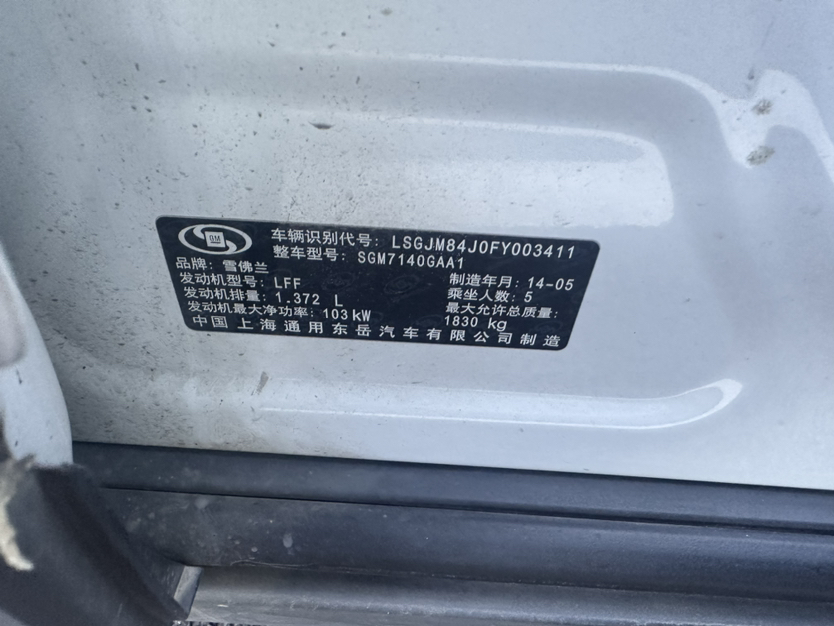 GM
车辆识别代号: LSGJM84J0FY003411
整车型号: SGM7140GAA1
品牌: 雪佛兰
制造年月: 14-05
发动机型号: LFF
乘坐人数: 5
发动机排量: 1.372 L
最大允许总质量:
发动机最大净功率: 103kW
1830 kg
中国上海通用东岳汽车有限公司制造